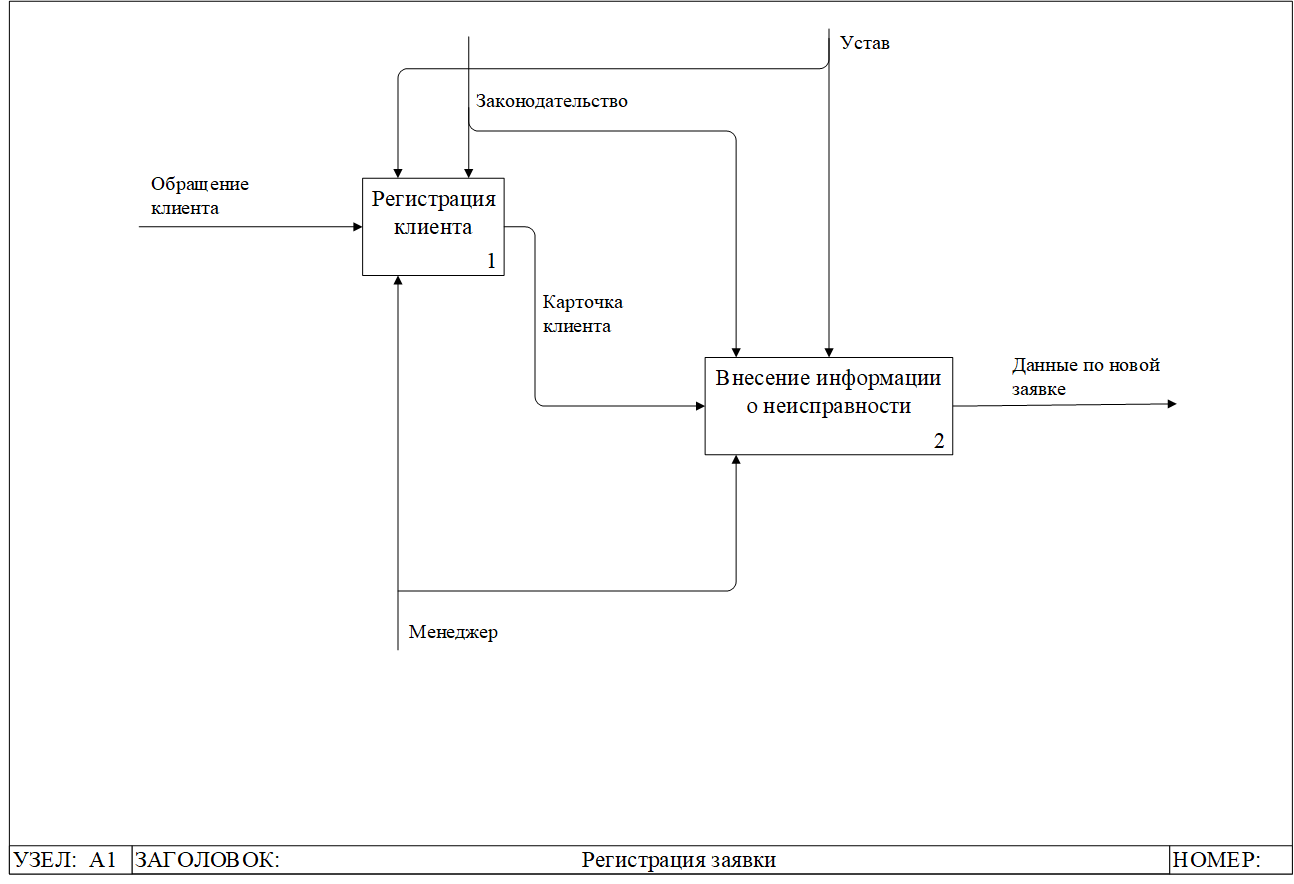 Устав
Законодательство
Обращение
клиента
Регистрация
клиента
1
Карточка
клиента
Внесение информации
о неисправности
2
Данные по новой
заявке
Менеджер
УЗЕЛ: А1
ЗАГОЛОВОК:
Регистрация заявки
НОМЕР: